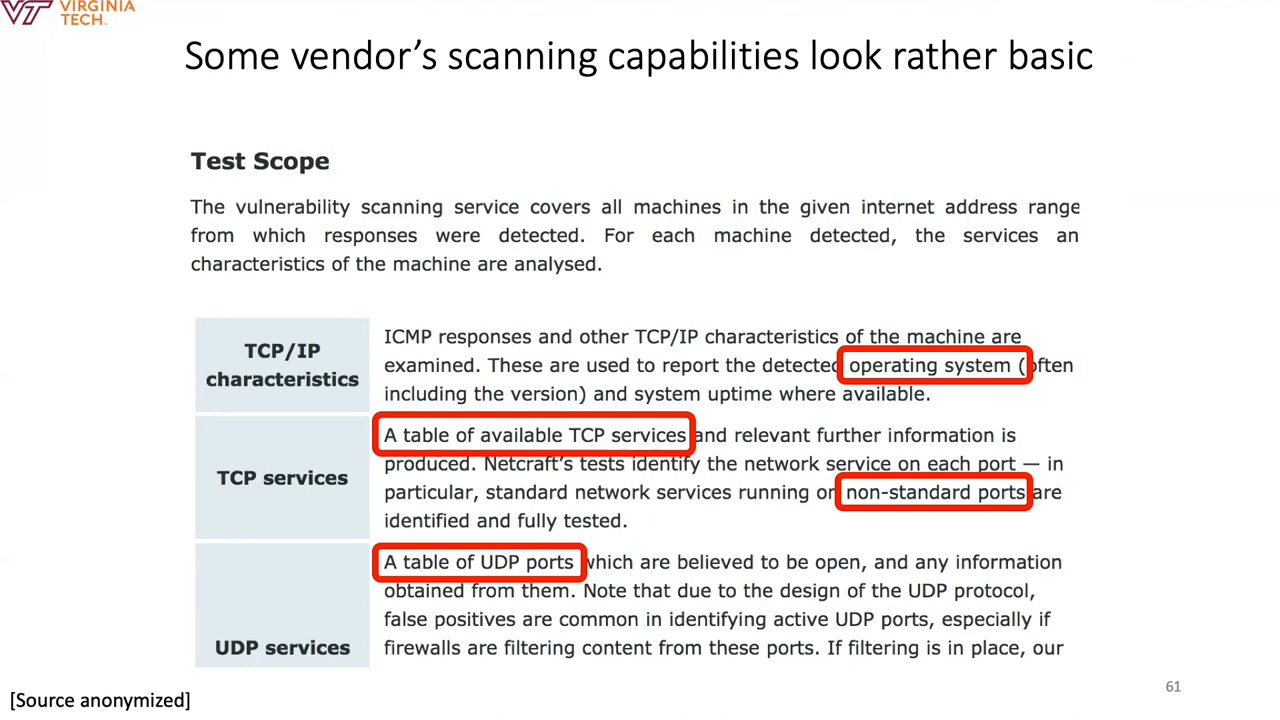 VIRGINIA
TECH
Some vendor's scanning capabilities look rather basic
Test Scope
The vulnerability scanning service covers all machines in the given internet address range
from which responses were detected. For each machine detected, the services an
characteristics of the machine are analysed.
TCP/IP
characteristics
ICMP responses and other TCP/IP characteristics of the machine are
examined. These are used to report the detected operating system (often
including the version) and system uptime where available.
TCP services
A table of available TCP services and relevant further information is
produced. Netcraft's tests identify the network service on each port — in
particular, standard network services running on non-standard ports are
identified and fully tested.
UDP services
A table of UDP ports which are believed to be open, and any information
obtained from them. Note that due to the design of the UDP protocol,
false positives are common in identifying active UDP ports, especially if
firewalls are filtering content from these ports. If filtering is in place, our
[Source anonymized]
61